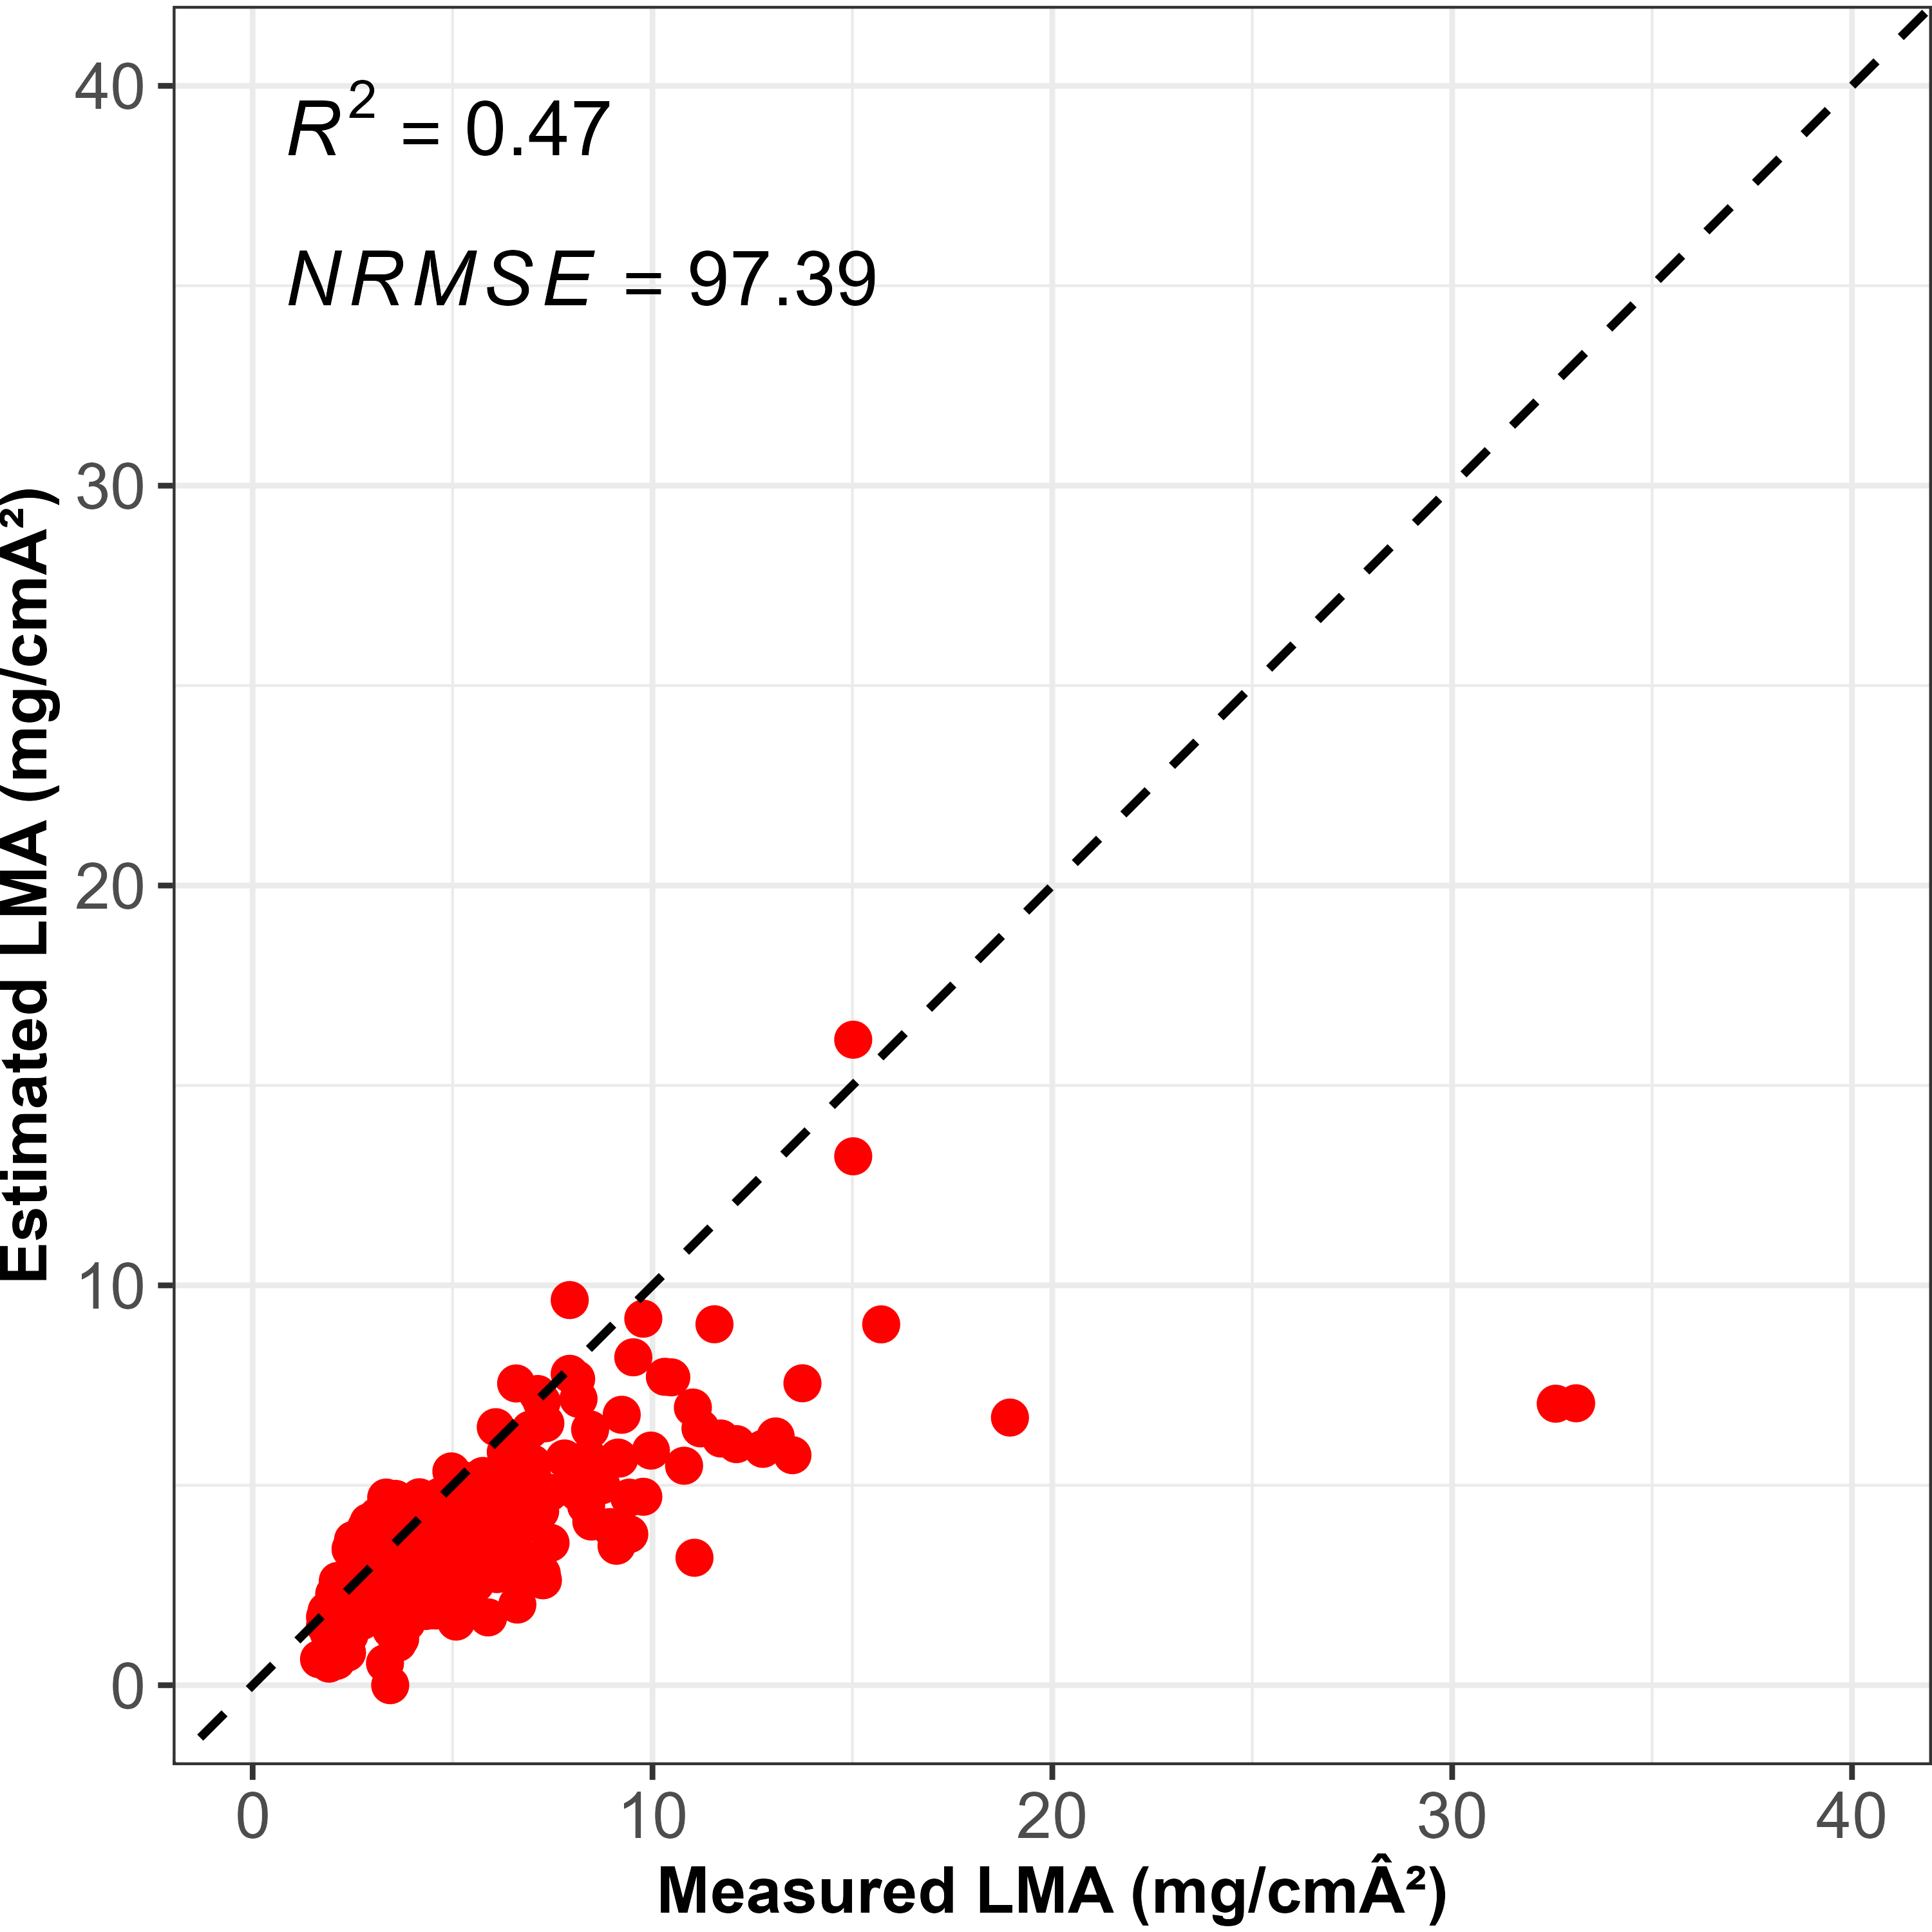 R² = 0.47
NRMSE = 97.39
40
30
20
10
0
Estimated LMA (mg/cmÂ²)
0 10 20 30 40
Measured LMA (mg/cmÂ²)